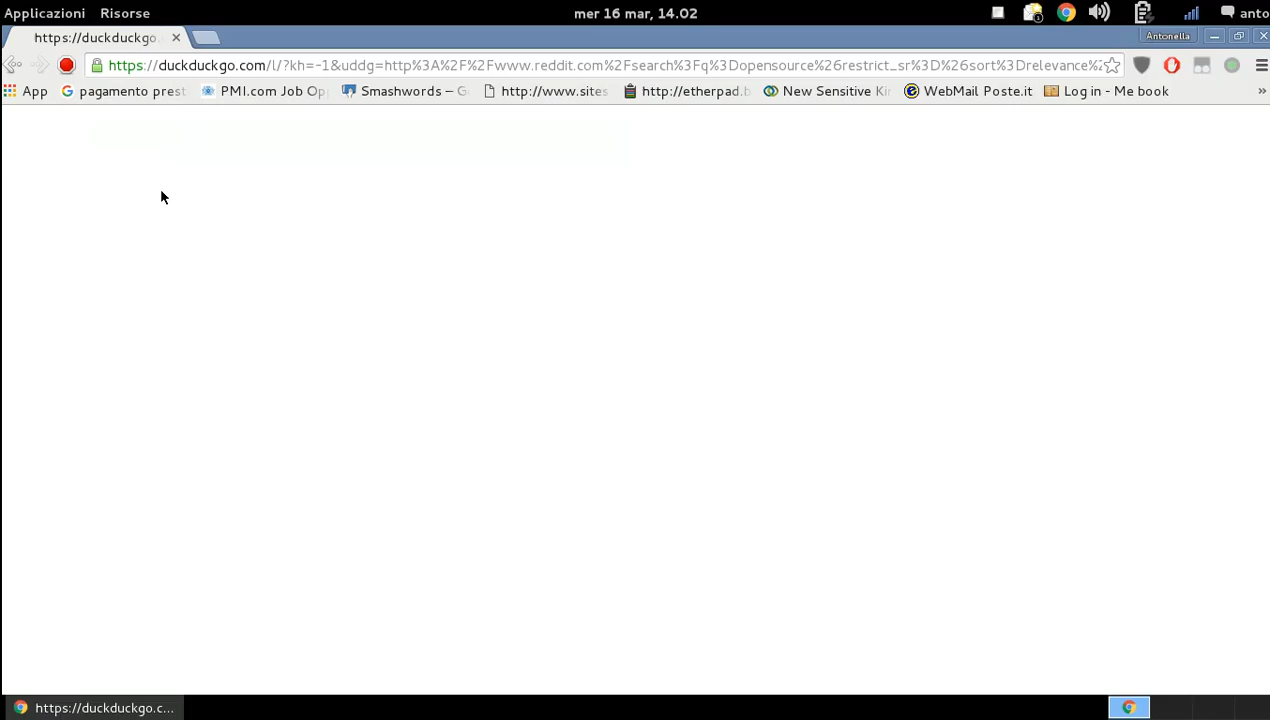 Applicazioni Risorse mer 16 mar, 14.02 anto
https://duckduckgo. Antonella
https://duckduckgo.com/l/?kh=-1&uddg=http%3A%2F%2Fwww.reddit.com%2Fsearch%3Fq%3Dopensource%26restrict_sr%3D%26sort%3Drelevance%2
App pagamento prest PMI.com Job Op Smashwords – G http://www.sites http://etherpad.b New Sensitive Kin WebMail Poste.it Log in - Me book »
https://duckduckgo.c...